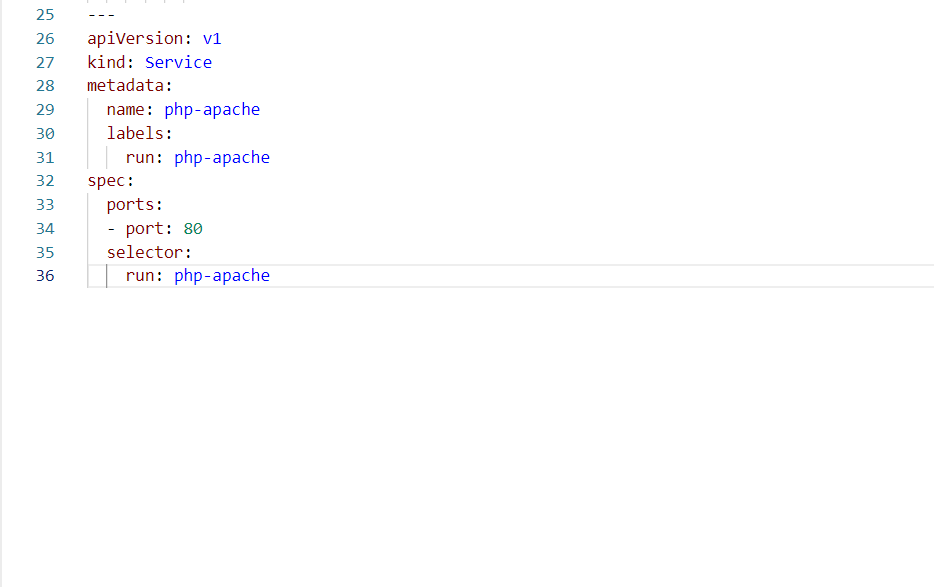 25 ---
26 apiVersion: v1
27 kind: Service
28 metadata:
29   name: php-apache
30   labels:
31     run: php-apache
32 spec:
33   ports:
34   - port: 80
35   selector:
36     run: php-apache